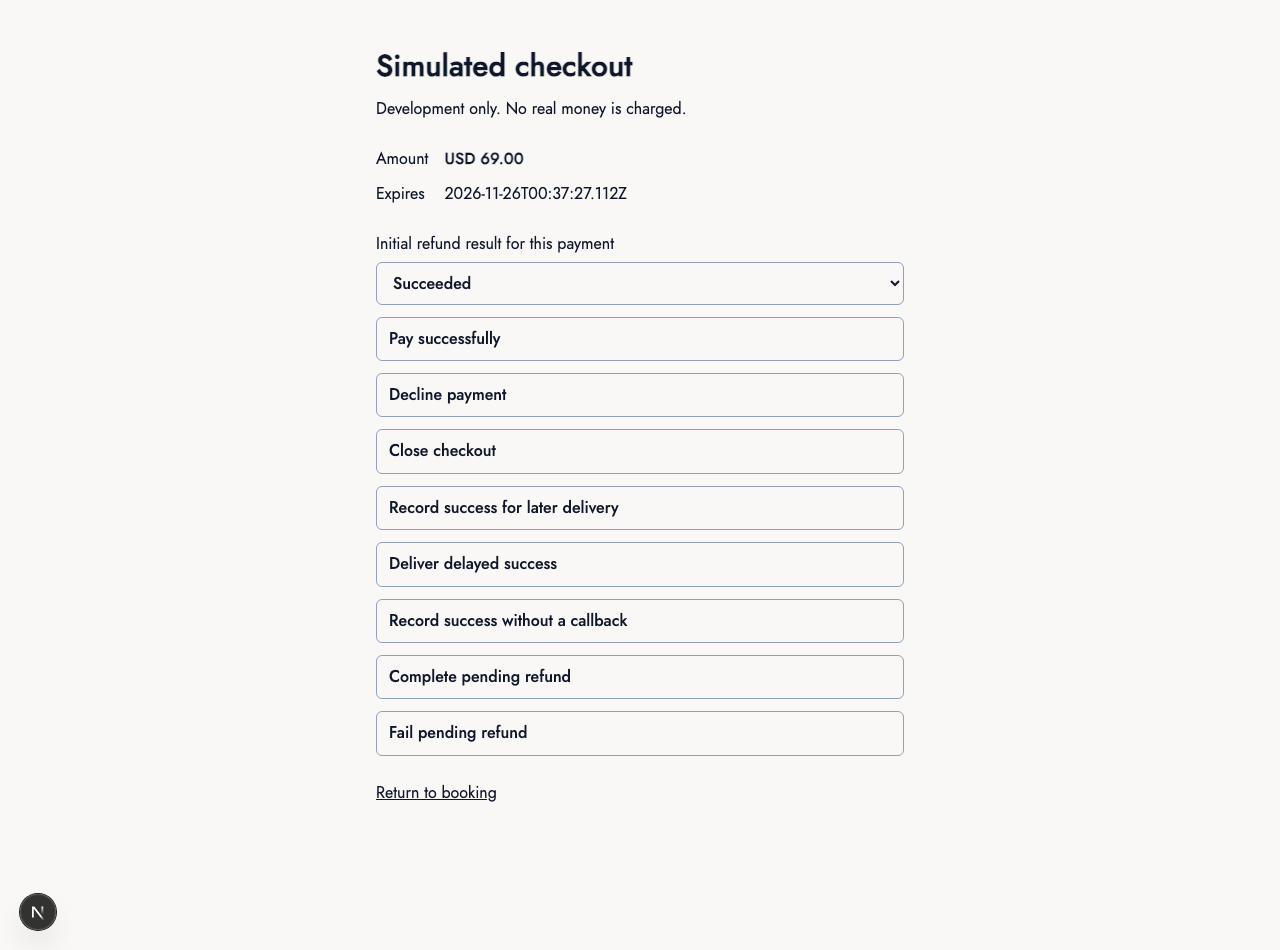 Simulated checkout
Development only. No real money is charged.
Amount USD 69.00
Expires 2026-11-26T00:37:27.112Z
Initial refund result for this payment
Succeeded
Pay successfully
Decline payment
Close checkout
Record success for later delivery
Deliver delayed success
Record success without a callback
Complete pending refund
Fail pending refund
Return to booking
N